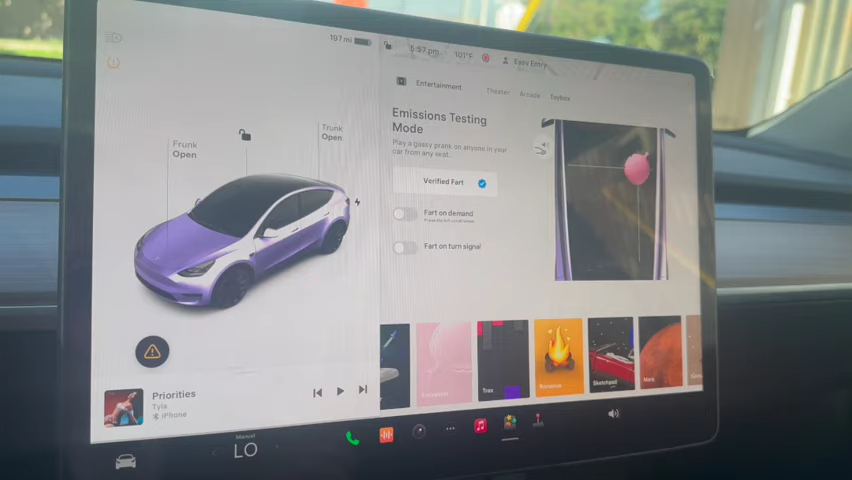 197 mi
5:57 pm
101°F
Easy Entry
Entertainment
Theater
Arcade
Toybox
Frunk
Open
Trunk
Open
Emissions Testing
Mode
Play a gassy prank on anyone in your
car from any seat.
Verified Fart
Fart on demand
Fart on turn signal
Emissions
Trax
Romance
Sketchpad
Mars
Priorities
Tyla
iPhone
Manual
LO